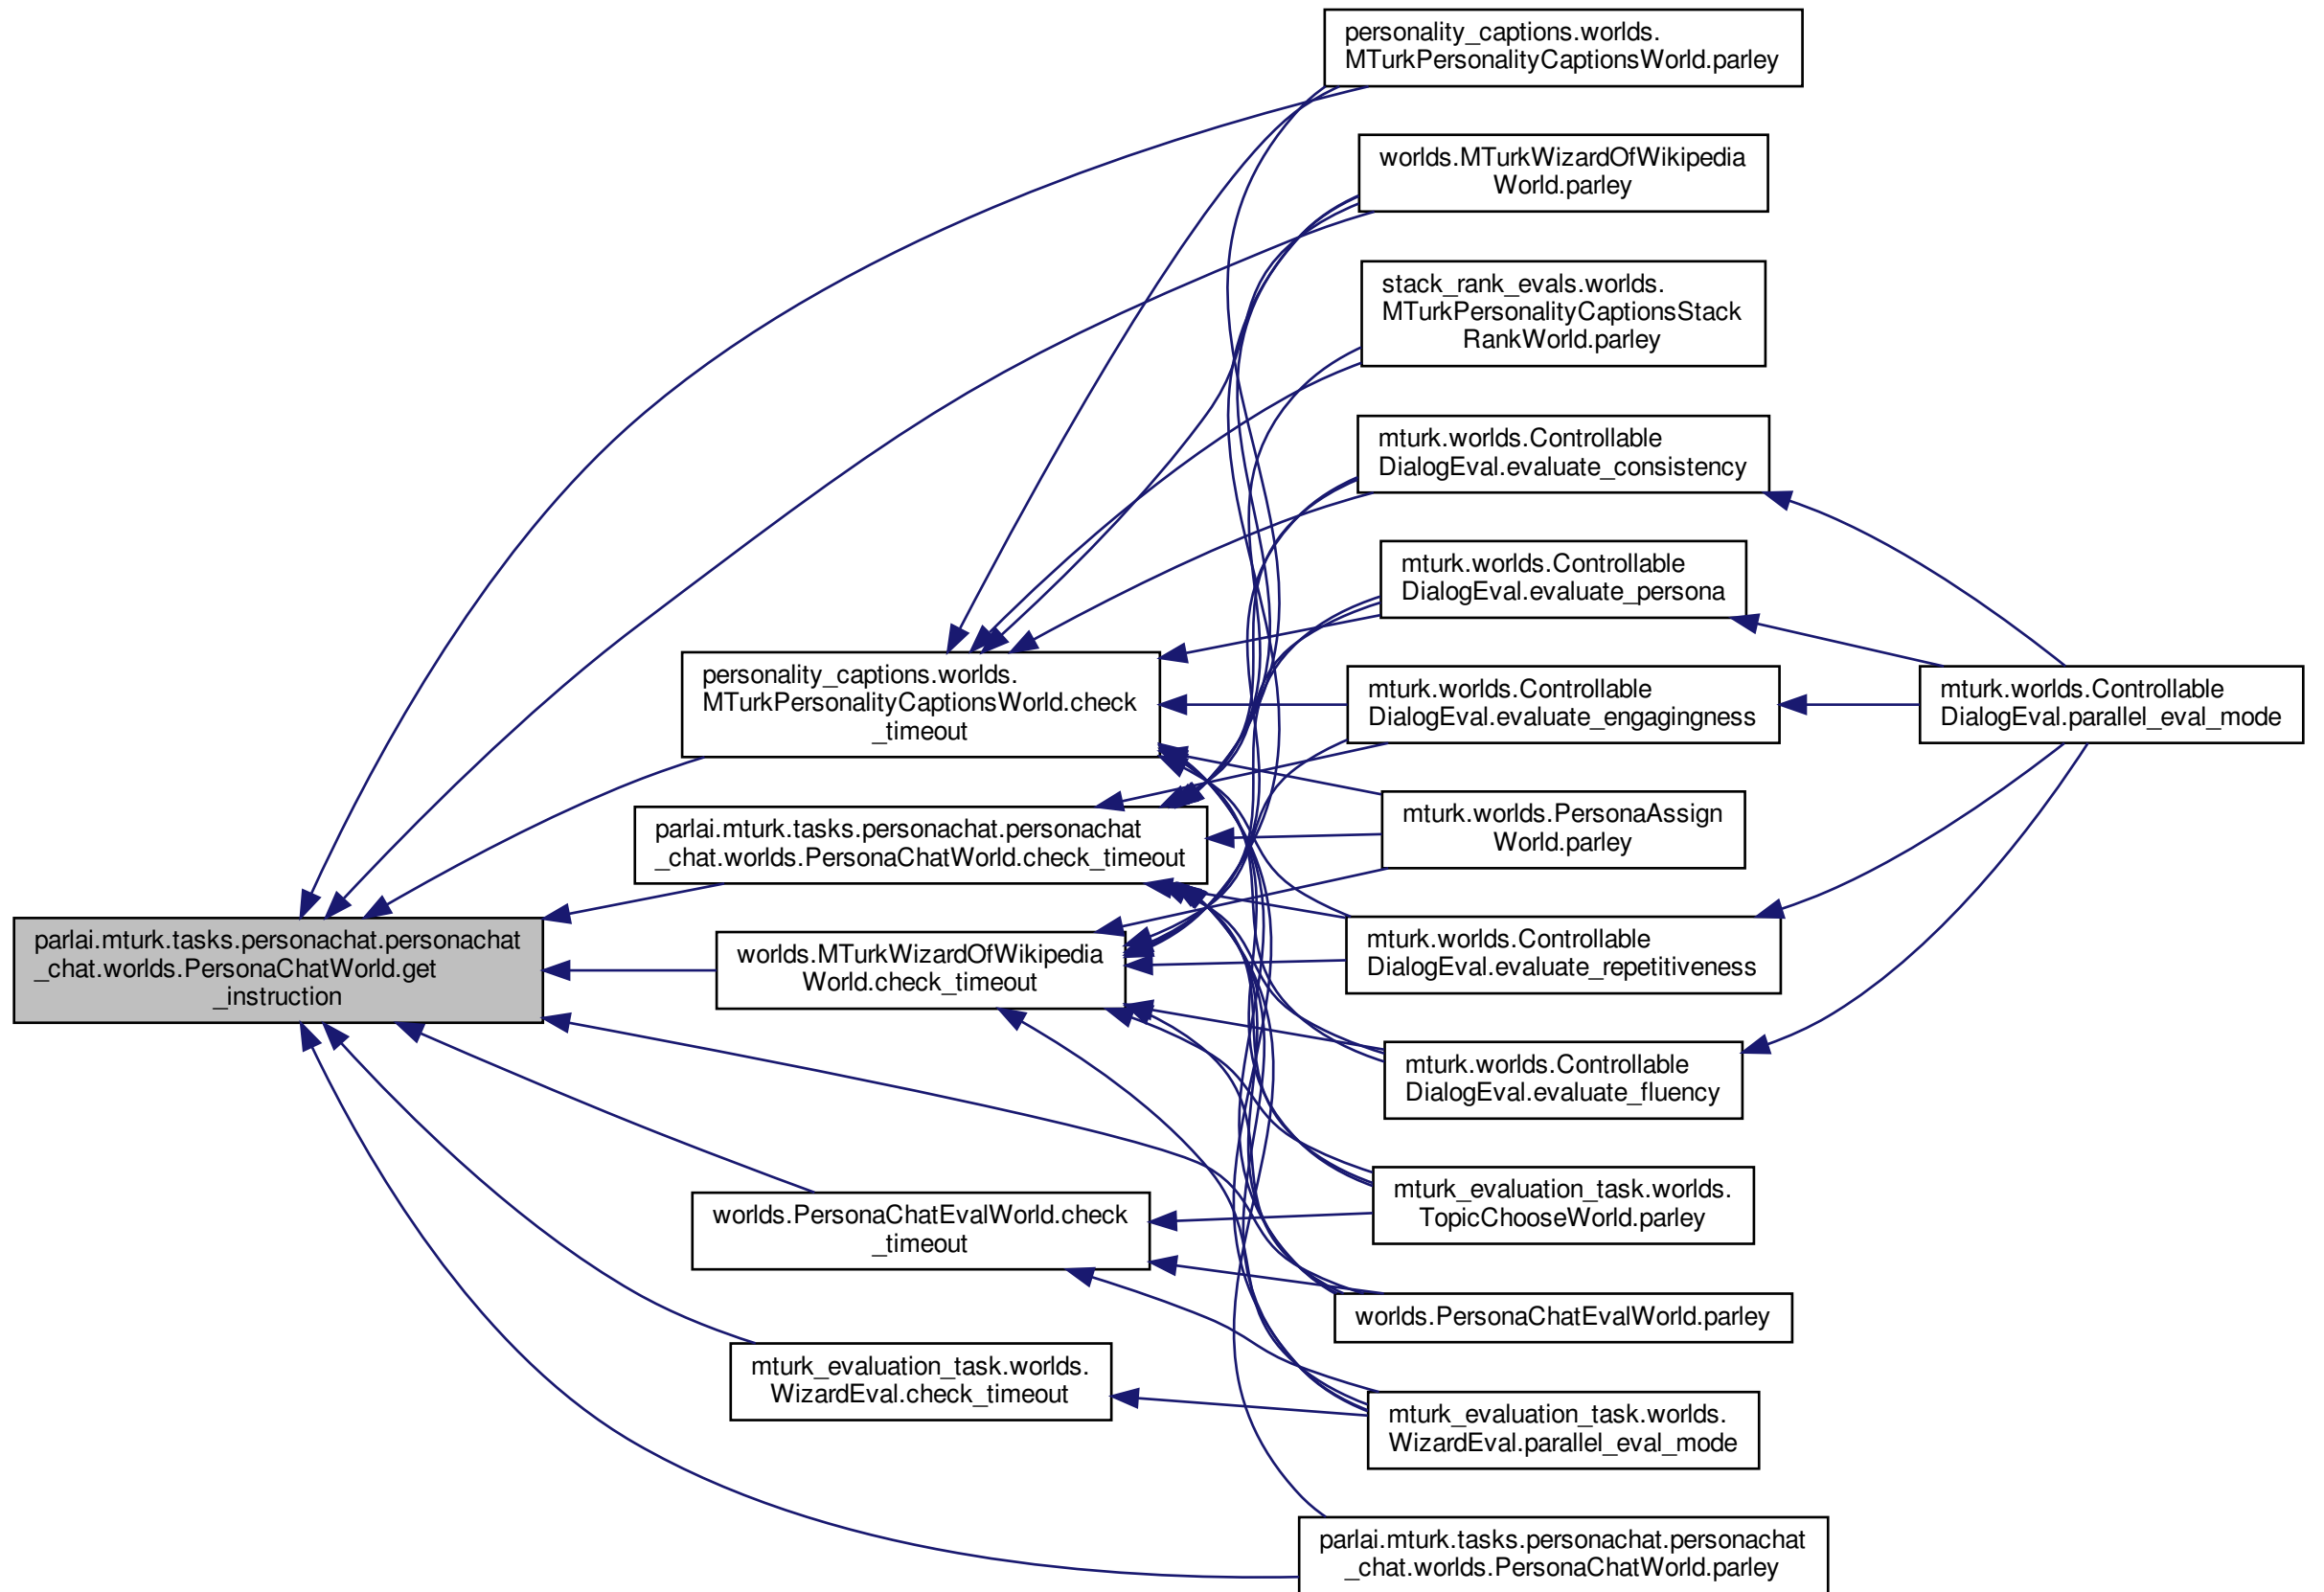 personality_captions.worlds.
MTurkPersonalityCaptionsWorld.parley
worlds.MTurkWizardOfWikipedia
World.parley
stack_rank_evals.worlds.
MTurkPersonalityCaptionsStack
RankWorld.parley
mturk.worlds.Controllable
DialogEval.evaluate_consistency
mturk.worlds.Controllable
DialogEval.evaluate_persona
personality_captions.worlds.
MTurkPersonalityCaptionsWorld.check
_timeout
mturk.worlds.Controllable
DialogEval.evaluate_engagingness
mturk.worlds.Controllable
DialogEval.parallel_eval_mode
parlai.mturk.tasks.personachat.personachat
_chat.worlds.PersonaChatWorld.check_timeout
mturk.worlds.PersonaAssign
World.parley
parlai.mturk.tasks.personachat.personachat
_chat.worlds.PersonaChatWorld.get
_instruction
worlds.MTurkWizardOfWikipedia
World.check_timeout
mturk.worlds.Controllable
DialogEval.evaluate_repetitiveness
mturk.worlds.Controllable
DialogEval.evaluate_fluency
worlds.PersonaChatEvalWorld.check
_timeout
mturk_evaluation_task.worlds.
TopicChooseWorld.parley
worlds.PersonaChatEvalWorld.parley
mturk_evaluation_task.worlds.
WizardEval.check_timeout
mturk_evaluation_task.worlds.
WizardEval.parallel_eval_mode
parlai.mturk.tasks.personachat.personachat
_chat.worlds.PersonaChatWorld.parley